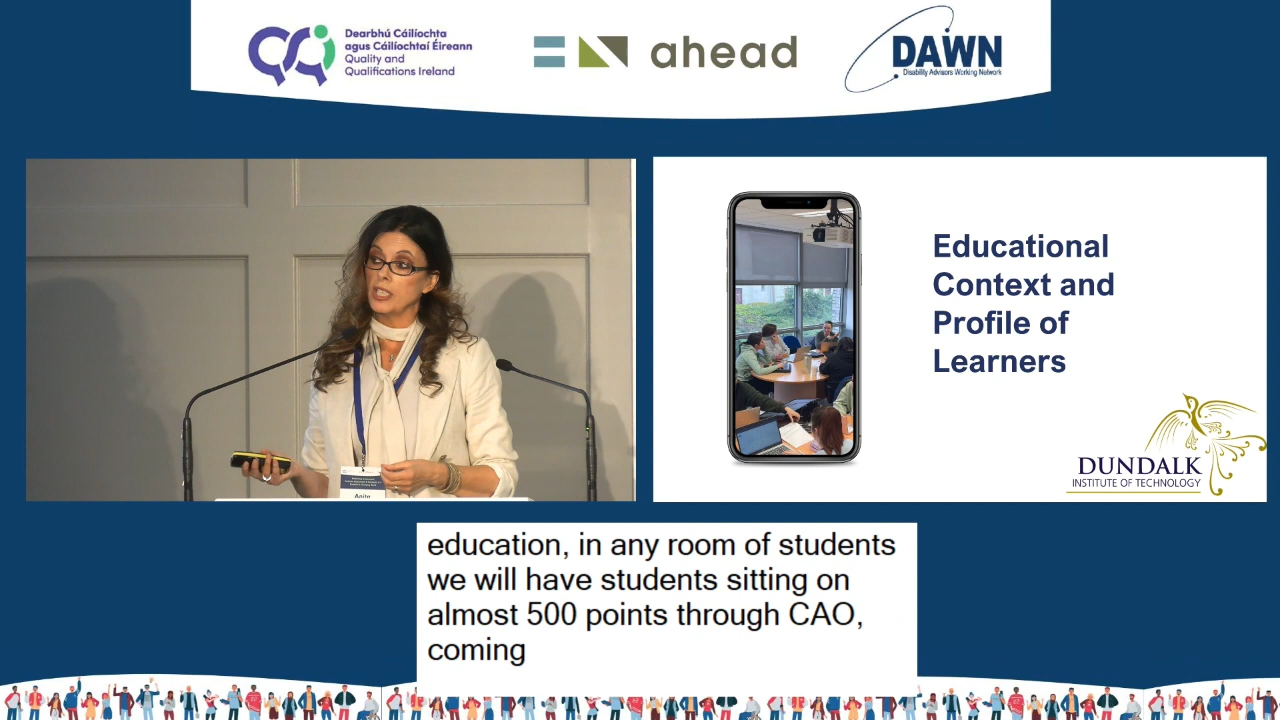 Dearbhú Cáilíochta
agus Cáilíochtaí Éireann
Quality and
Qualifications Ireland
ahead
DAWN
Disability Advisors Working Network
Educational
Context and
Profile of
Learners
DUNDALK
INSTITUTE OF TECHNOLOGY
education, in any room of students
we will have students sitting on
almost 500 points through CAO,
coming